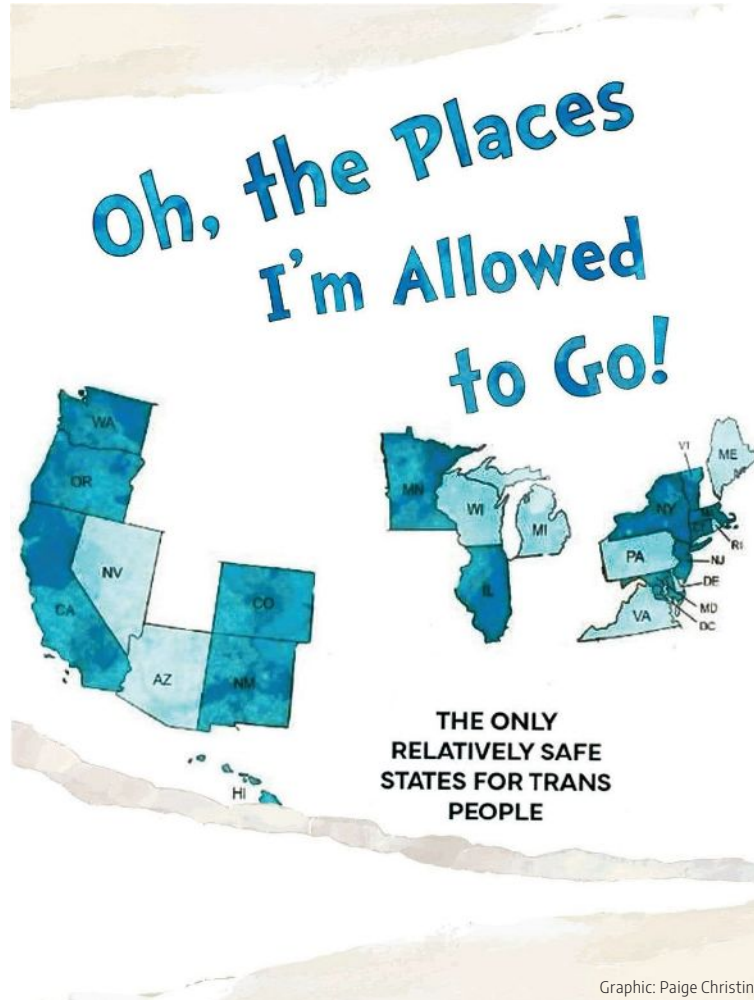 Oh, the Places
I'm Allowed
to Go!
WA
OR
CA
NV
AZ
CO
NM
HI
MN
WI
MI
IL
VT
ME
NY
PA
VA
RI
NJ
DE
MD
DC
THE ONLY
RELATIVELY SAFE
STATES FOR TRANS
PEOPLE
Graphic: Paige Christin